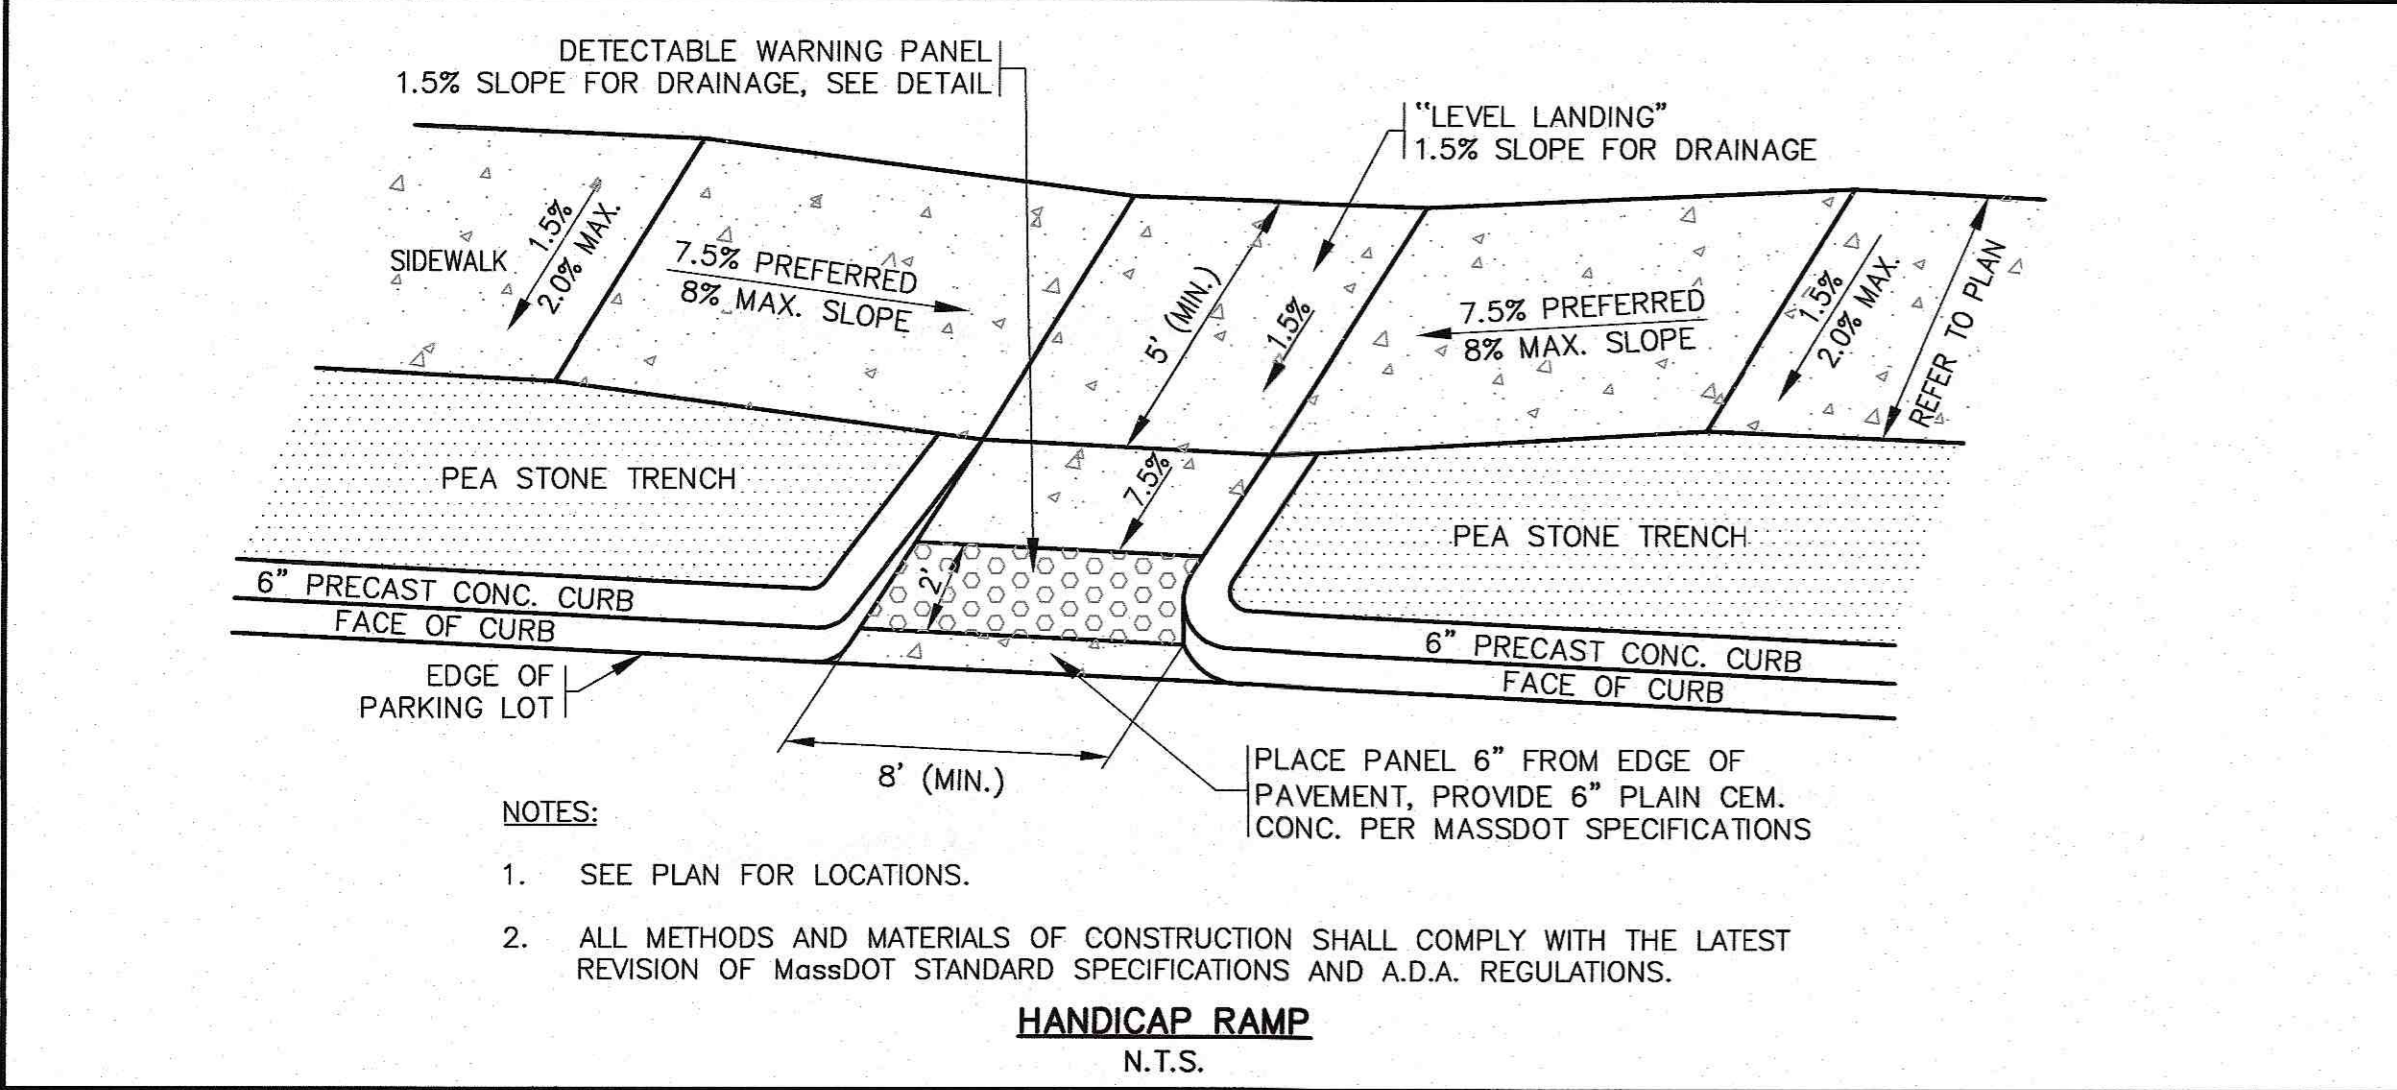 DETECTABLE WARNING PANEL
1.5% SLOPE FOR DRAINAGE, SEE DETAIL
"LEVEL LANDING"
1.5% SLOPE FOR DRAINAGE
SIDEWALK
1.5%
2.0% MAX.
7.5% PREFERRED
8% MAX. SLOPE
5' (MIN.)
1.5%
7.5% PREFERRED
8% MAX. SLOPE
1.5%
2.0% MAX.
REFER TO PLAN
PEA STONE TRENCH
7.5%
PEA STONE TRENCH
2'
6" PRECAST CONC. CURB
FACE OF CURB
6" PRECAST CONC. CURB
FACE OF CURB
EDGE OF
PARKING LOT
8' (MIN.)
PLACE PANEL 6" FROM EDGE OF
PAVEMENT, PROVIDE 6" PLAIN CEM.
CONC. PER MASSDOT SPECIFICATIONS
NOTES:
1. SEE PLAN FOR LOCATIONS.
2. ALL METHODS AND MATERIALS OF CONSTRUCTION SHALL COMPLY WITH THE LATEST
REVISION OF MassDOT STANDARD SPECIFICATIONS AND A.D.A. REGULATIONS.
HANDICAP RAMP
N.T.S.